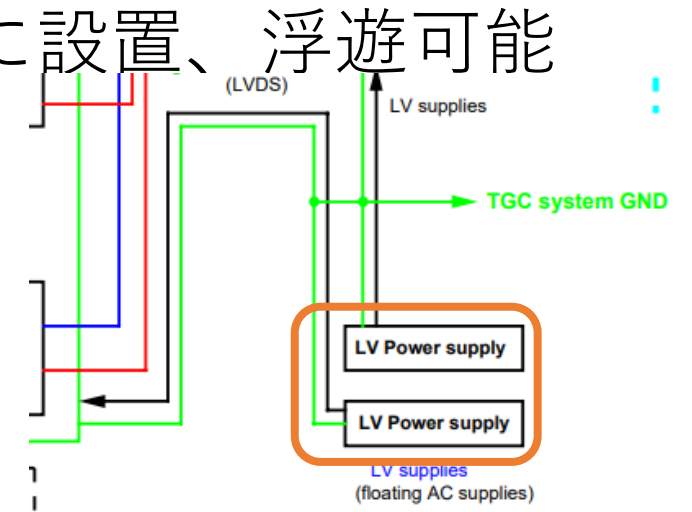 に設置、浮遊可能
(LVDS)
LV supplies
TGC system GND
LV Power supply
LV Power supply
LV supplies
(floating AC supplies)